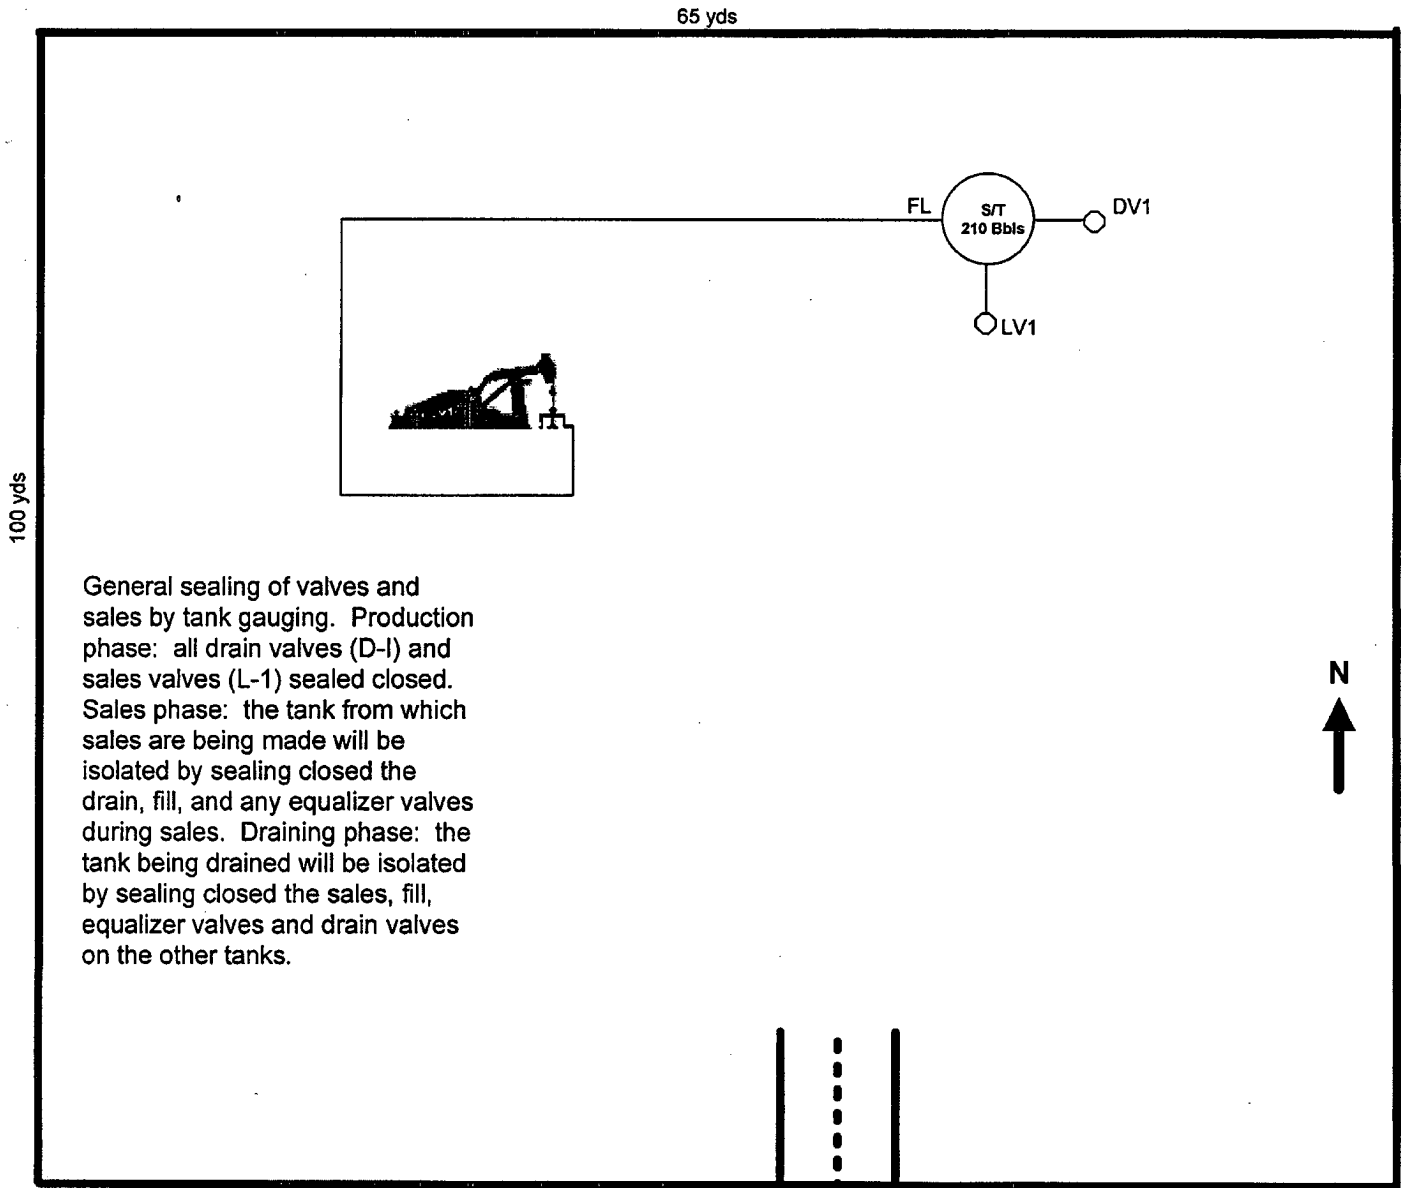 65 yds
FL
S/T
210 Bbls
DV1
LV1
100 yds
General sealing of valves and
sales by tank gauging. Production
phase: all drain valves (D-I) and
sales valves (L-1) sealed closed.
Sales phase: the tank from which
sales are being made will be
isolated by sealing closed the
drain, fill, and any equalizer valves
during sales. Draining phase: the
tank being drained will be isolated
by sealing closed the sales, fill,
equalizer valves and drain valves
on the other tanks.
N